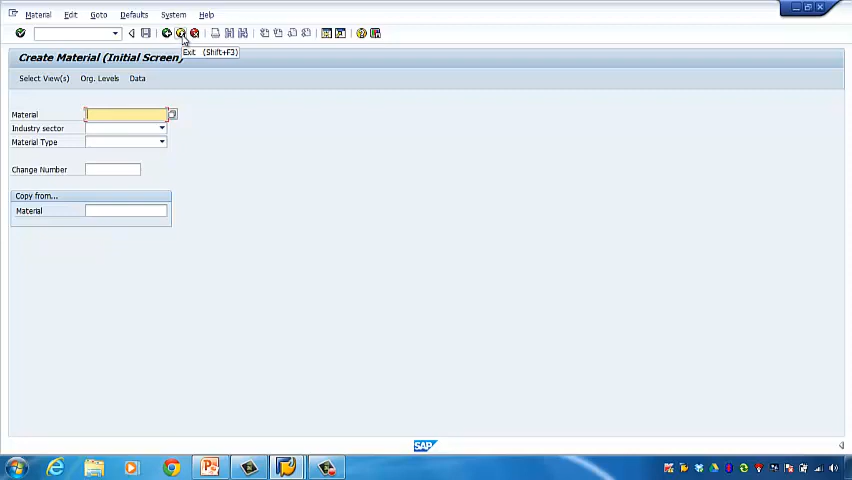 Material Edit Goto Defaults System Help
Exit (Shift+F3)
Create Material (Initial Screen)
Select View(s) Org. Levels Data
Material
Industry sector
Material Type
Change Number
Copy from...
Material
SAP